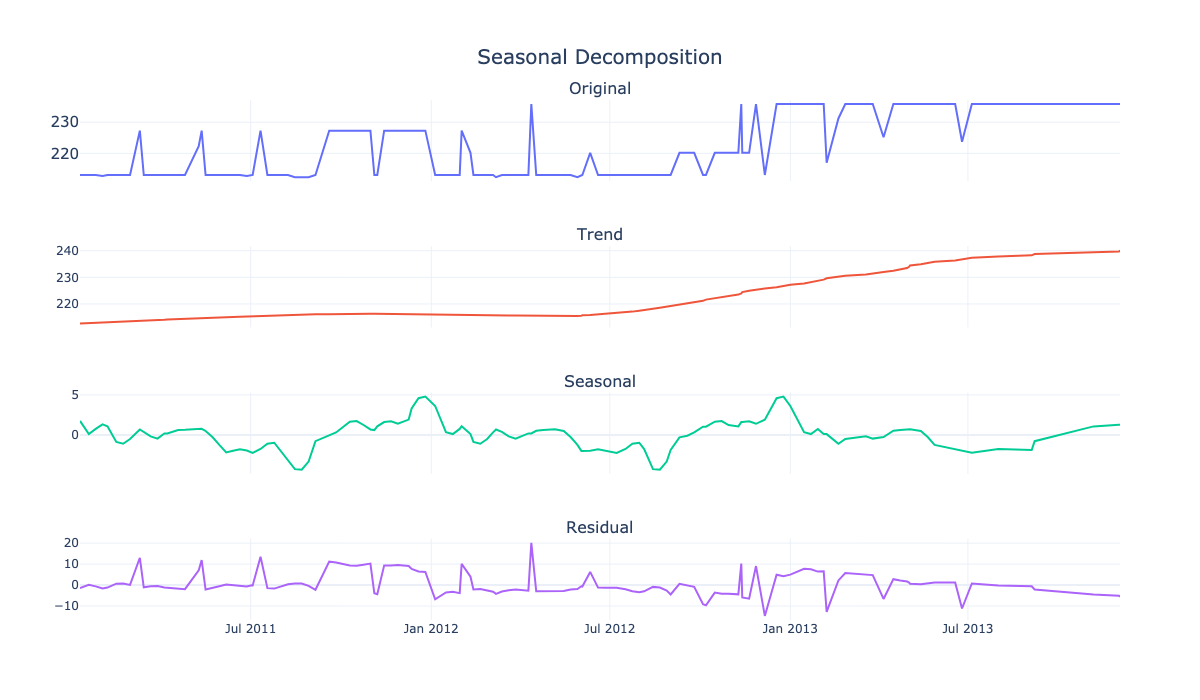 Seasonal Decomposition
Original
230
220
Trend
240
230
220
Seasonal
5
0
Residual
20
10
0
−10
Jul 2011 Jan 2012 Jul 2012 Jan 2013 Jul 2013